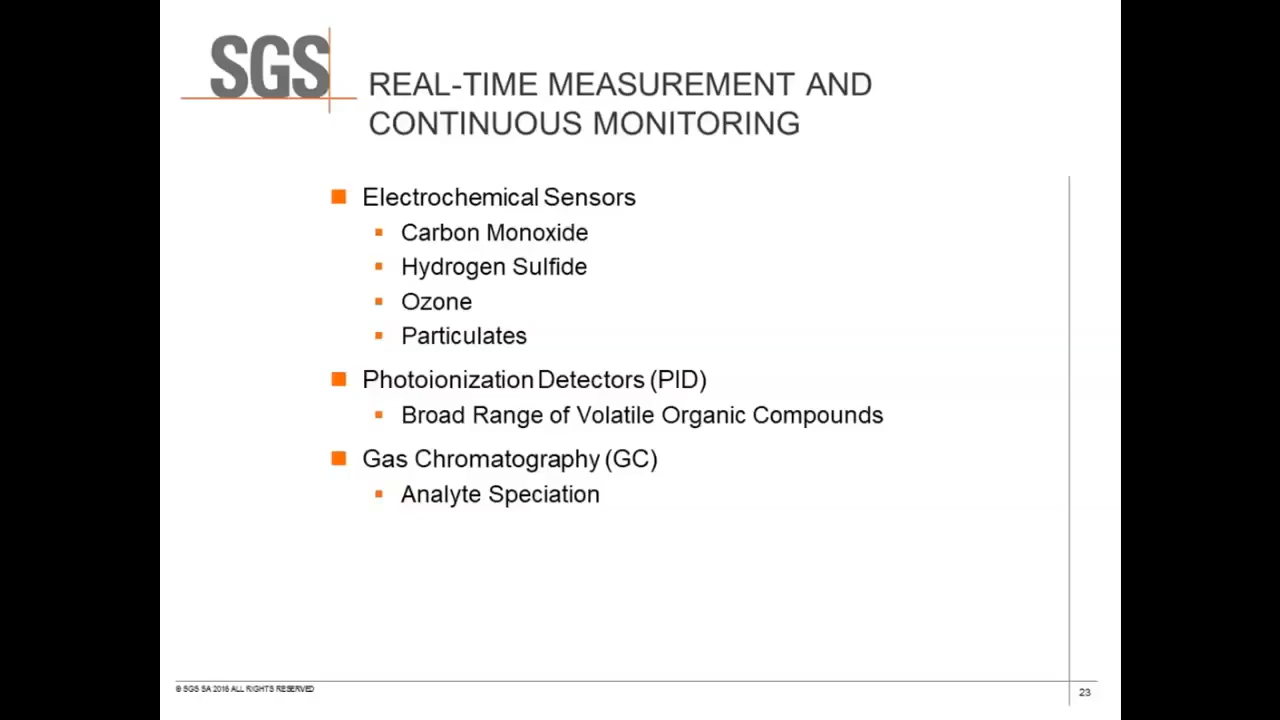 SGS
REAL-TIME MEASUREMENT AND
CONTINUOUS MONITORING
Electrochemical Sensors
Carbon Monoxide
Hydrogen Sulfide
Ozone
Particulates
Photoionization Detectors (PID)
Broad Range of Volatile Organic Compounds
Gas Chromatography (GC)
Analyte Speciation
© SGS SA 2016 ALL RIGHTS RESERVED
23